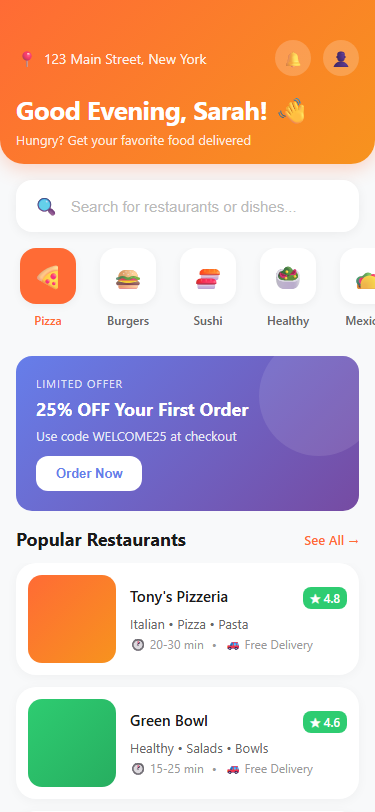 123 Main Street, New York
Good Evening, Sarah!
Hungry? Get your favorite food delivered
Search for restaurants or dishes...
Pizza Burgers Sushi Healthy Mexic
LIMITED OFFER
25% OFF Your First Order
Use code WELCOME25 at checkout
Order Now
Popular Restaurants See All →
Tony's Pizzeria ★ 4.8
Italian • Pizza • Pasta
20-30 min • Free Delivery
Green Bowl ★ 4.6
Healthy • Salads • Bowls
15-25 min • Free Delivery